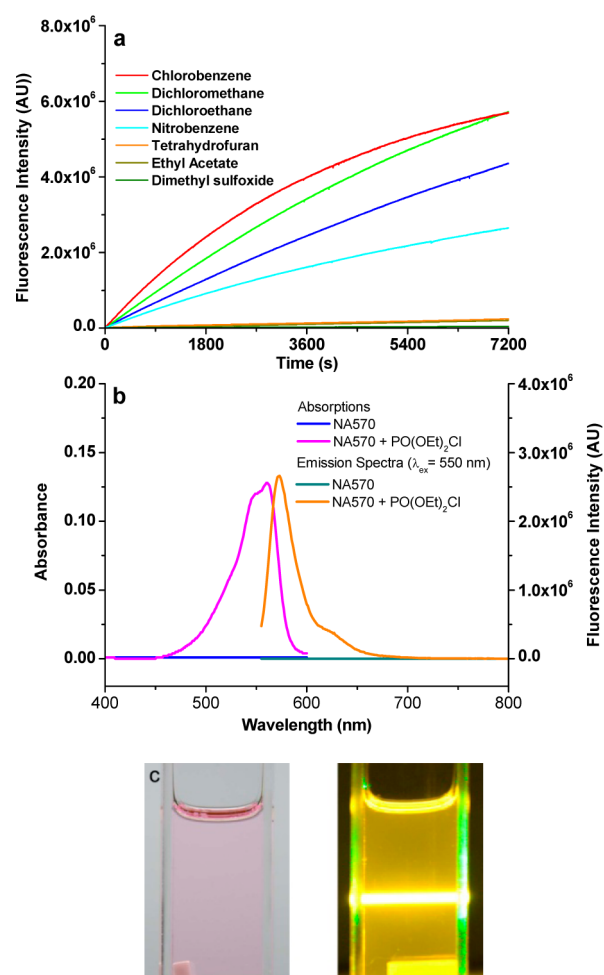 a
8.0x10⁶
6.0x10⁶
4.0x10⁶
2.0x10⁶
0.0
Fluorescence Intensity (AU))
Chlorobenzene
Dichloromethane
Dichloroethane
Nitrobenzene
Tetrahydrofuran
Ethyl Acetate
Dimethyl sulfoxide
0 1800 3600 5400 7200
Time (s)
b
0.20
0.15
0.10
0.05
0.00
Absorbance
Absorptions
NA570
NA570 + PO(OEt)₂Cl
Emission Spectra (λₑₓ= 550 nm)
NA570
NA570 + PO(OEt)₂Cl
4.0x10⁶
3.0x10⁶
2.0x10⁶
1.0x10⁶
0.0
Fluorescence Intensity (AU)
400 500 600 700 800
Wavelength (nm)
C